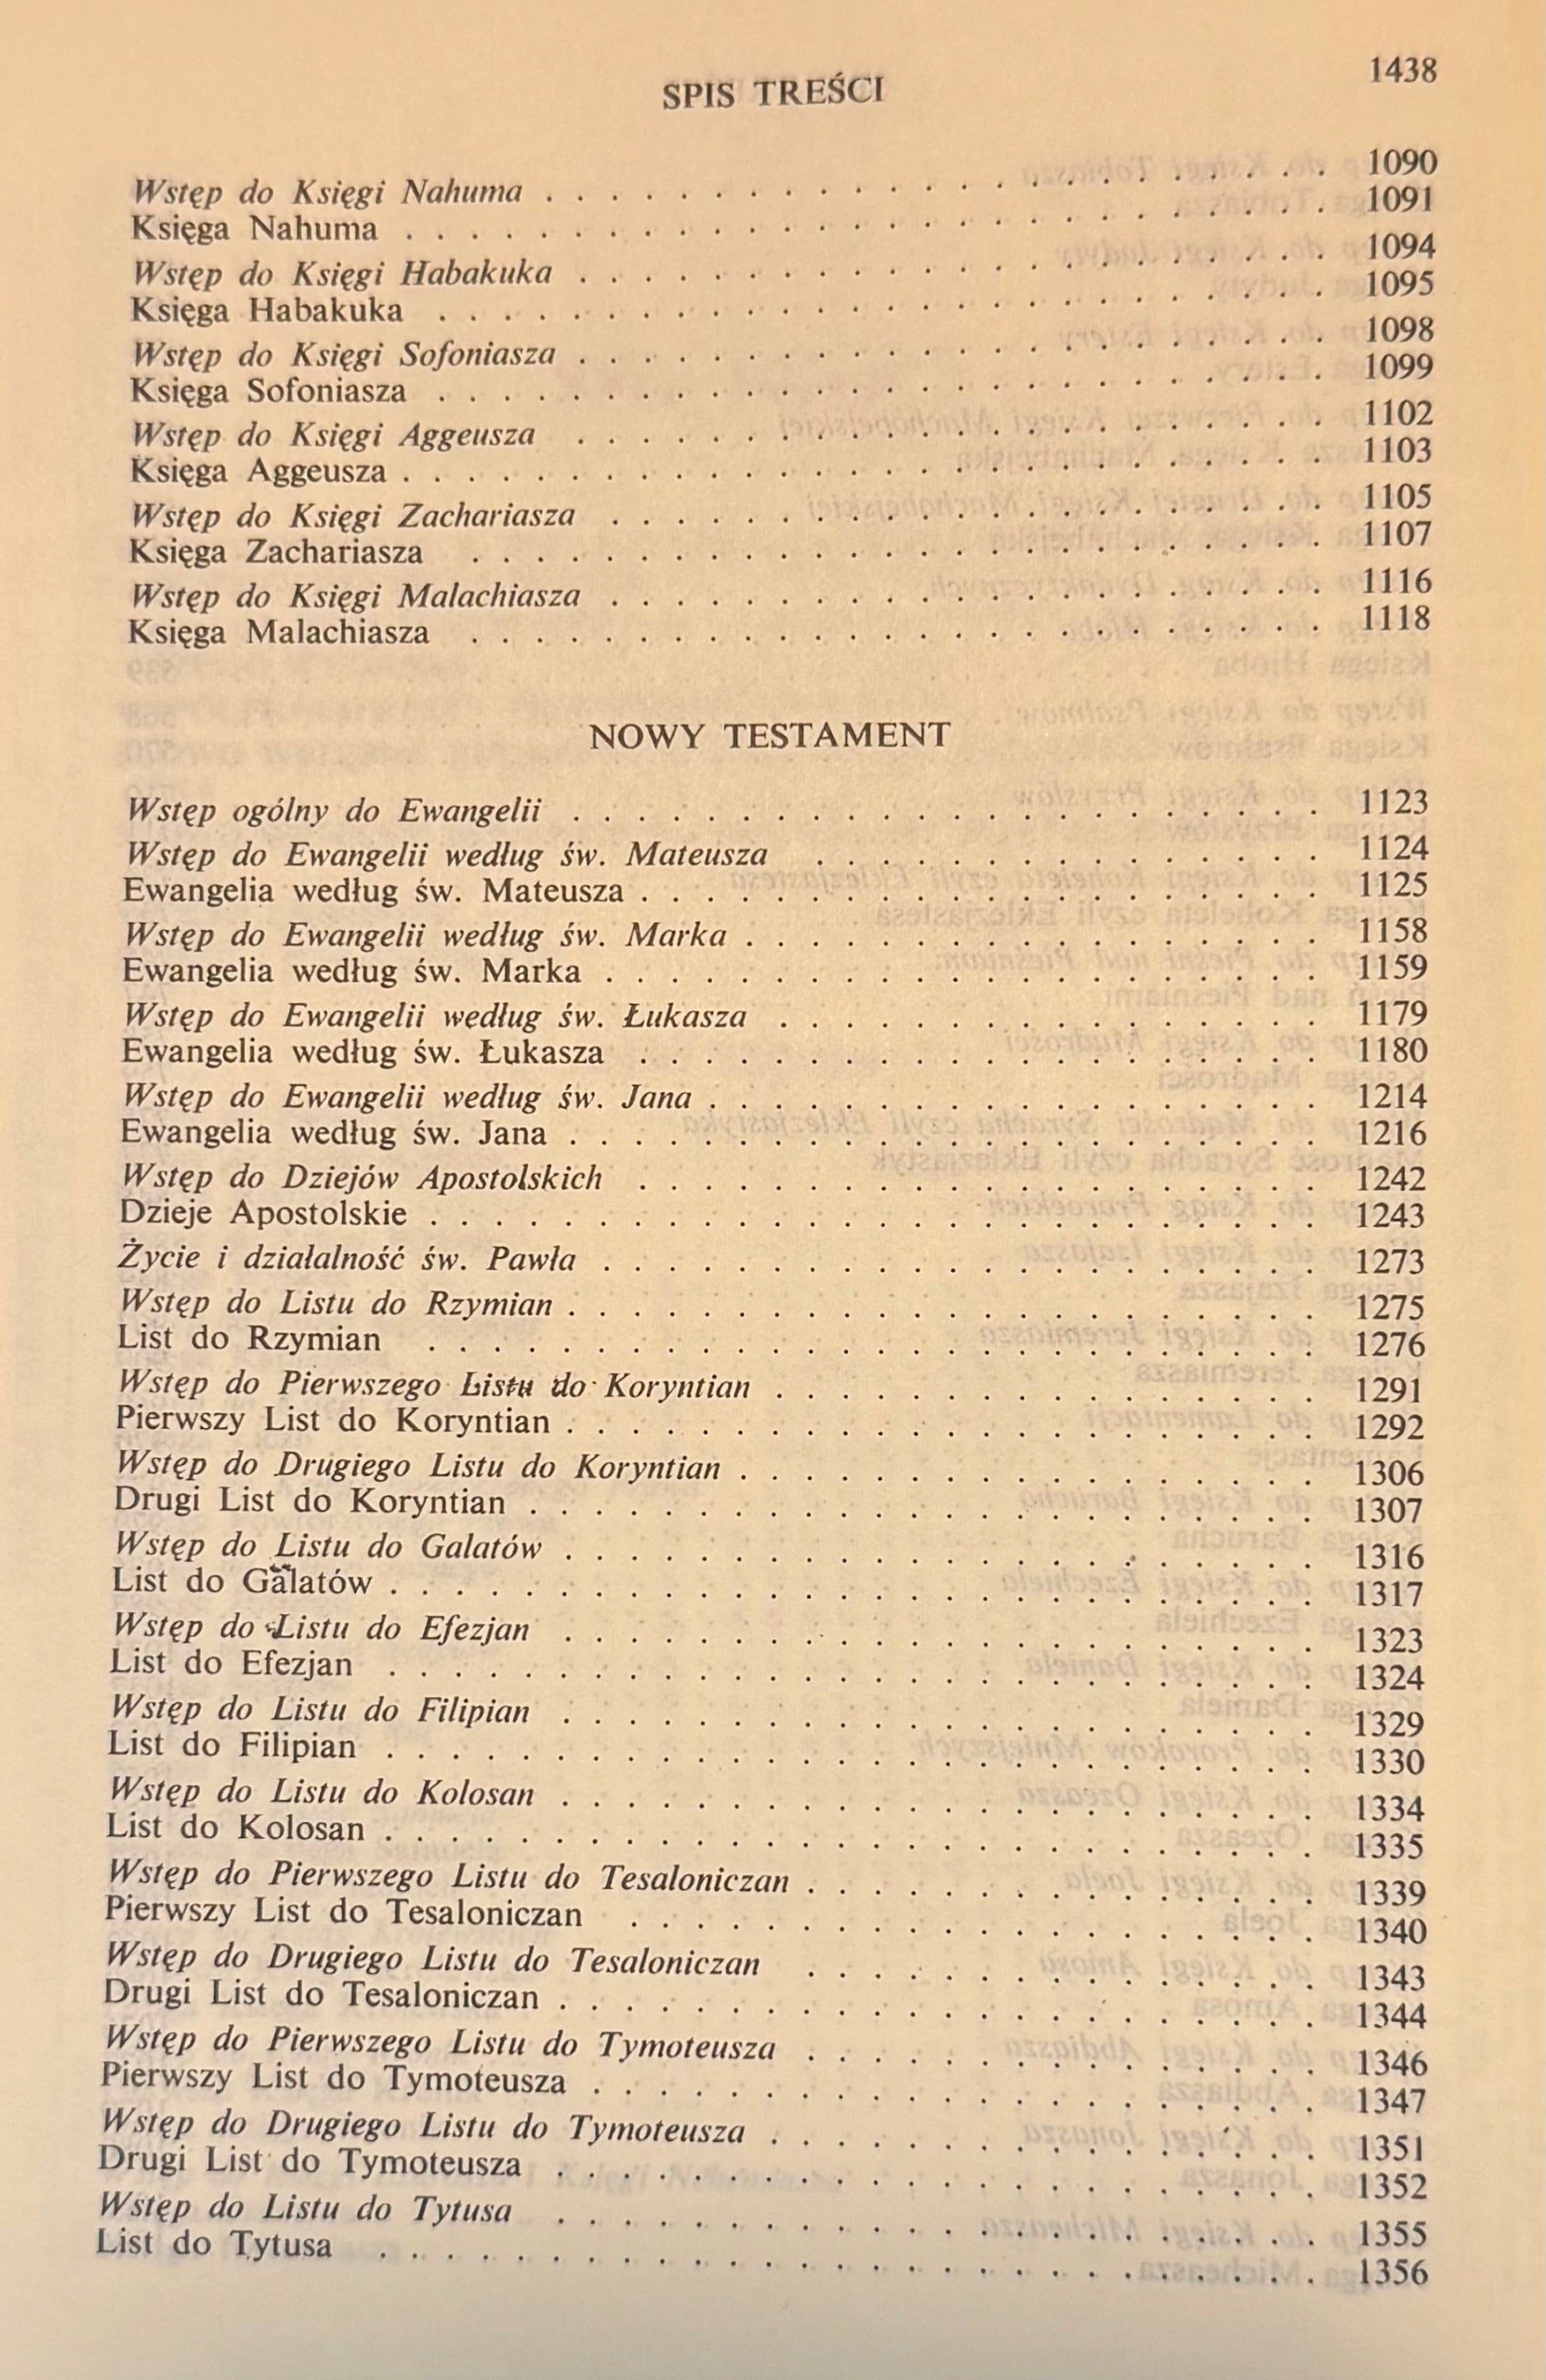 1438
SPIS TREŚCI
Wstęp do Księgi Nahuma . . . . . . . . . . . . . . . . . . . . . . . . 1090
Księga Nahuma . . . . . . . . . . . . . . . . . . . . . . . . . . . . 1091
Wstęp do Księgi Habakuka . . . . . . . . . . . . . . . . . . . . . . . 1094
Księga Habakuka . . . . . . . . . . . . . . . . . . . . . . . . . . . 1095
Wstęp do Księgi Sofoniasza . . . . . . . . . . . . . . . . . . . . . . . 1098
Księga Sofoniasza . . . . . . . . . . . . . . . . . . . . . . . . . . . 1099
Wstęp do Księgi Aggeusza . . . . . . . . . . . . . . . . . . . . . . . 1102
Księga Aggeusza . . . . . . . . . . . . . . . . . . . . . . . . . . . . 1103
Wstęp do Księgi Zachariasza . . . . . . . . . . . . . . . . . . . . . . 1105
Księga Zachariasza . . . . . . . . . . . . . . . . . . . . . . . . . . 1107
Wstęp do Księgi Malachiasza . . . . . . . . . . . . . . . . . . . . . . 1116
Księga Malachiasza . . . . . . . . . . . . . . . . . . . . . . . . . . 1118
NOWY TESTAMENT
Wstęp ogólny do Ewangelii . . . . . . . . . . . . . . . . . . . . . . . 1123
Wstęp do Ewangelii według św. Mateusza . . . . . . . . . . . . . . . . 1124
Ewangelia według św. Mateusza . . . . . . . . . . . . . . . . . . . . . 1125
Wstęp do Ewangelii według św. Marka . . . . . . . . . . . . . . . . . . 1158
Ewangelia według św. Marka . . . . . . . . . . . . . . . . . . . . . . 1159
Wstęp do Ewangelii według św. Łukasza . . . . . . . . . . . . . . . . . 1179
Ewangelia według św. Łukasza . . . . . . . . . . . . . . . . . . . . . 1180
Wstęp do Ewangelii według św. Jana . . . . . . . . . . . . . . . . . . . 1214
Ewangelia według św. Jana . . . . . . . . . . . . . . . . . . . . . . . 1216
Wstęp do Dziejów Apostolskich . . . . . . . . . . . . . . . . . . . . . 1242
Dzieje Apostolskie . . . . . . . . . . . . . . . . . . . . . . . . . . . 1243
Życie i działalność św. Pawła . . . . . . . . . . . . . . . . . . . . . . 1273
Wstęp do Listu do Rzymian . . . . . . . . . . . . . . . . . . . . . . . 1275
List do Rzymian . . . . . . . . . . . . . . . . . . . . . . . . . . . 1276
Wstęp do Pierwszego Listu do Koryntian . . . . . . . . . . . . . . . . . 1291
Pierwszy List do Koryntian . . . . . . . . . . . . . . . . . . . . . . . 1292
Wstęp do Drugiego Listu do Koryntian . . . . . . . . . . . . . . . . . . 1306
Drugi List do Koryntian . . . . . . . . . . . . . . . . . . . . . . . . 1307
Wstęp do Listu do Galatów . . . . . . . . . . . . . . . . . . . . . . . 1316
List do Galatów . . . . . . . . . . . . . . . . . . . . . . . . . . . . 1317
Wstęp do Listu do Efezjan . . . . . . . . . . . . . . . . . . . . . . . 1323
List do Efezjan . . . . . . . . . . . . . . . . . . . . . . . . . . . . 1324
Wstęp do Listu do Filipian . . . . . . . . . . . . . . . . . . . . . . . 1329
List do Filipian . . . . . . . . . . . . . . . . . . . . . . . . . . . . 1330
Wstęp do Listu do Kolosan . . . . . . . . . . . . . . . . . . . . . . . 1334
List do Kolosan . . . . . . . . . . . . . . . . . . . . . . . . . . . . 1335
Wstęp do Pierwszego Listu do Tesaloniczan . . . . . . . . . . . . . . . . 1339
Pierwszy List do Tesaloniczan . . . . . . . . . . . . . . . . . . . . . 1340
Wstęp do Drugiego Listu do Tesaloniczan . . . . . . . . . . . . . . . . 1343
Drugi List do Tesaloniczan . . . . . . . . . . . . . . . . . . . . . . . 1344
Wstęp do Pierwszego Listu do Tymoteusza . . . . . . . . . . . . . . . . 1346
Pierwszy List do Tymoteusza . . . . . . . . . . . . . . . . . . . . . . 1347
Wstęp do Drugiego Listu do Tymoteusza . . . . . . . . . . . . . . . . . 1351
Drugi List do Tymoteusza . . . . . . . . . . . . . . . . . . . . . . . 1352
Wstęp do Listu do Tytusa . . . . . . . . . . . . . . . . . . . . . . . 1355
List do Tytusa . . . . . . . . . . . . . . . . . . . . . . . . . . . . 1356